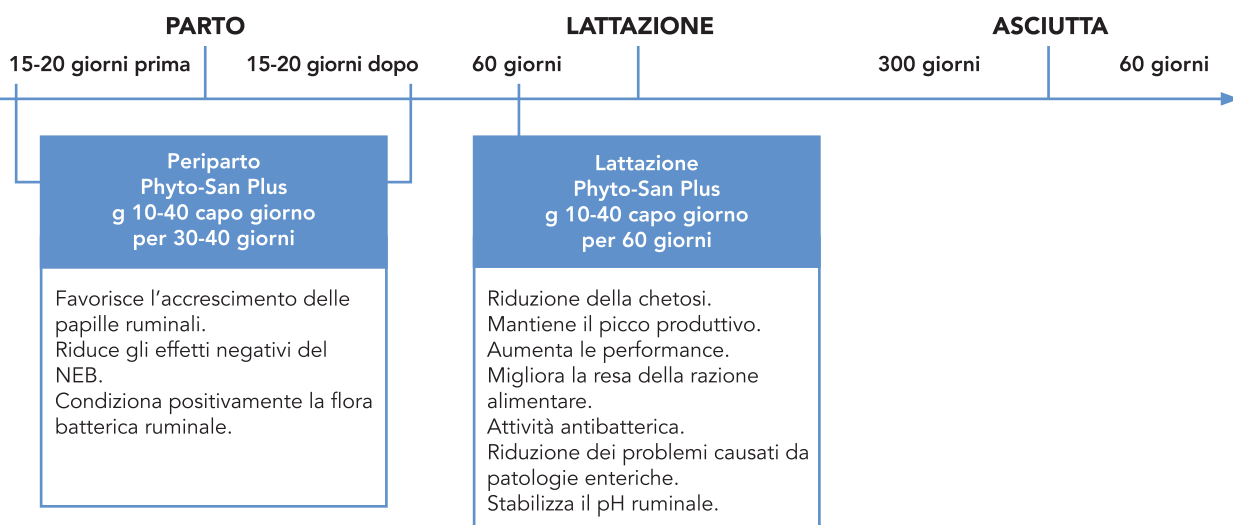 PARTO
LATTAZIONE
ASCIUTTA
15-20 giorni prima
15-20 giorni dopo
60 giorni
300 giorni
60 giorni
Periparto
Phyto-San Plus
g 10-40 capo giorno
per 30-40 giorni
Favorisce l’accrescimento delle
papille ruminali.
Riduce gli effetti negativi del
NEB.
Condiziona positivamente la flora
batterica ruminale.
Lattazione
Phyto-San Plus
g 10-40 capo giorno
per 60 giorni
Riduzione della chetosi.
Mantiene il picco produttivo.
Aumenta le performance.
Migliora la resa della razione
alimentare.
Attività antibatterica.
Riduzione dei problemi causati da
patologie enteriche.
Stabilizza il pH ruminale.